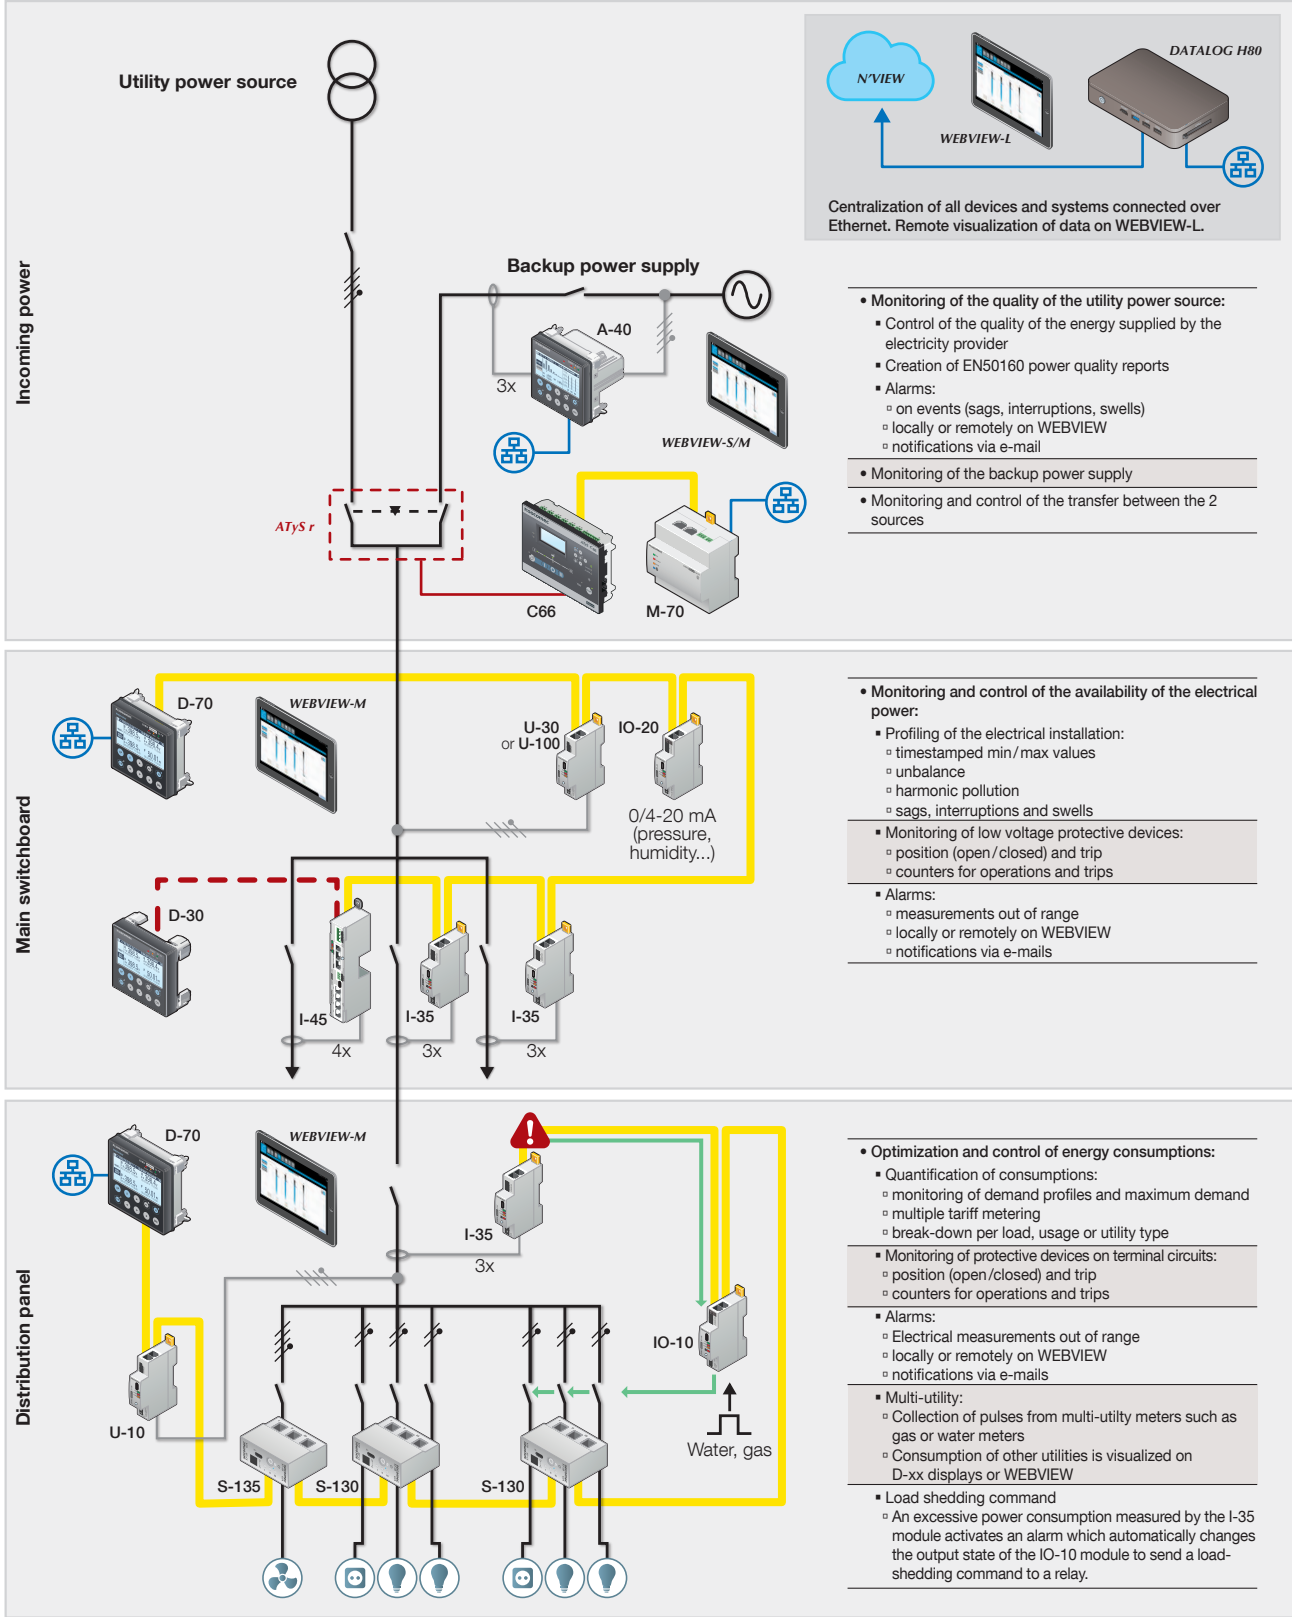 Utility power source
N'VIEW
WEBVIEW-L
DATALOG H80
Centralization of all devices and systems connected over
Ethernet. Remote visualization of data on WEBVIEW-L.
Incoming power
Backup power supply
A-40
3x
WEBVIEW-S/M
ATyS r
C66
M-70
• Monitoring of the quality of the utility power source:
▪ Control of the quality of the energy supplied by the
electricity provider
▪ Creation of EN50160 power quality reports
▪ Alarms:
▫ on events (sags, interruptions, swells)
▫ locally or remotely on WEBVIEW
▫ notifications via e-mail
• Monitoring of the backup power supply
• Monitoring and control of the transfer between the 2
sources
Main switchboard
D-70
WEBVIEW-M
U-30
or U-100
IO-20
0/4-20 mA
(pressure,
humidity...)
D-30
I-45
I-35
I-35
4x
3x
3x
• Monitoring and control of the availability of the electrical
power:
▪ Profiling of the electrical installation:
▫ timestamped min/max values
▫ unbalance
▫ harmonic pollution
▫ sags, interruptions and swells
▪ Monitoring of low voltage protective devices:
▫ position (open/closed) and trip
▫ counters for operations and trips
▪ Alarms:
▫ measurements out of range
▫ locally or remotely on WEBVIEW
▫ notifications via e-mails
Distribution panel
D-70
WEBVIEW-M
!
I-35
3x
IO-10
U-10
Water, gas
S-135
S-130
S-130
• Optimization and control of energy consumptions:
▪ Quantification of consumptions:
▫ monitoring of demand profiles and maximum demand
▫ multiple tariff metering
▫ break-down per load, usage or utility type
▪ Monitoring of protective devices on terminal circuits:
▫ position (open/closed) and trip
▫ counters for operations and trips
▪ Alarms:
▫ Electrical measurements out of range
▫ locally or remotely on WEBVIEW
▫ notifications via e-mails
▪ Multi-utility:
▫ Collection of pulses from multi-utilty meters such as
gas or water meters
▫ Consumption of other utilities is visualized on
D-xx displays or WEBVIEW
▪ Load shedding command
▫ An excessive power consumption measured by the I-35
module activates an alarm which automatically changes
the output state of the IO-10 module to send a load-
shedding command to a relay.